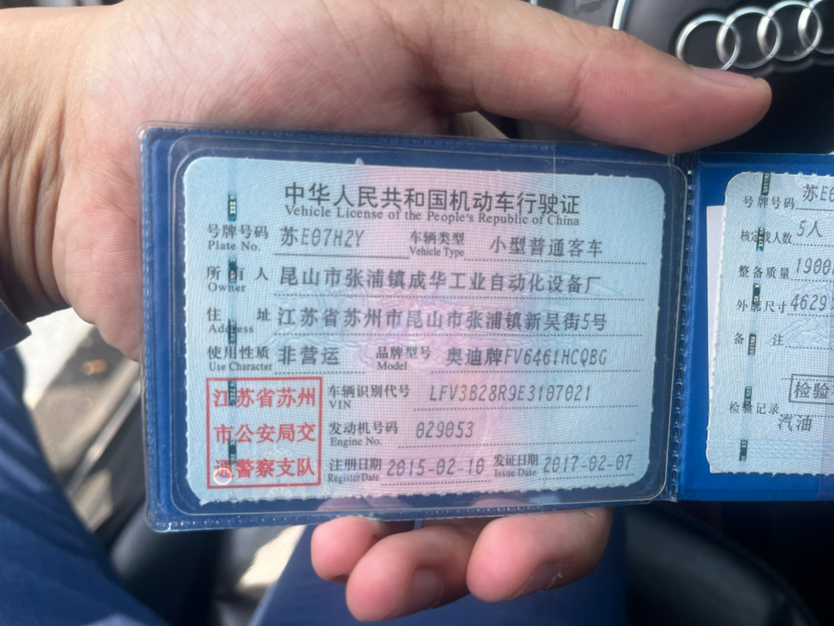 中华人民共和国机动车行驶证
Vehicle License of the People's Republic of China
号牌号码 苏E07H2Y 车辆类型 小型普通客车
Plate No. Vehicle Type
所有人 昆山市张浦镇成华工业自动化设备厂
Owner
住址 江苏省苏州市昆山市张浦镇新吴街5号
Address
使用性质 非营运 品牌型号 奥迪牌FV6461HCQBG
Use Character Model
江苏省苏州
市公安局交
通警察支队
车辆识别代号 LFV3B28R9E3107021
VIN
发动机号码 029053
Engine No.
注册日期 2015-02-10 发证日期 2017-02-07
Register Date Issue Date
号牌号码 苏E0
核定载人数 5人
整备质量 1900
外廓尺寸 4629
备注
检验
检验记录
汽油